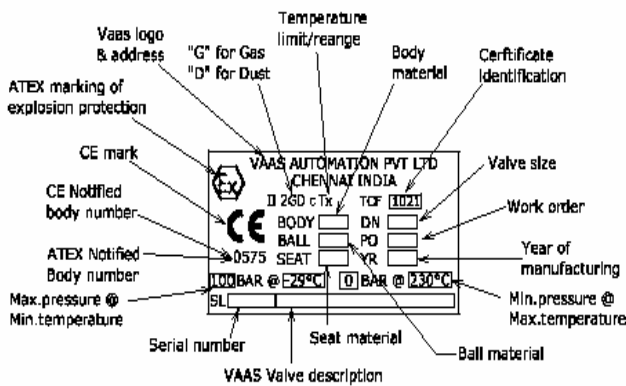 Temperature
limit/reange
Vaas logo
& address
"G" for Gas
"D" for Dust
Body
material
Cerftificate
identification
ATEX marking of
explosion protection
CE mark
CE Notified
body number
ATEX Notified
Body number
Max.pressure @
Min.temperature
VAAS AUTOMATION PVT LTD
CHENNAI INDIA
Ex
II 2GD c Tx TCF 1021
CE
BODY DN
BALL PO
0575 SEAT YR
100 BAR @ -29°C 0 BAR @ 230°C
SL
Valve size
Work order
Year of
manufacturing
Min.pressure @
Max.temperature
Serial number
Seat material
Ball material
VAAS Valve description